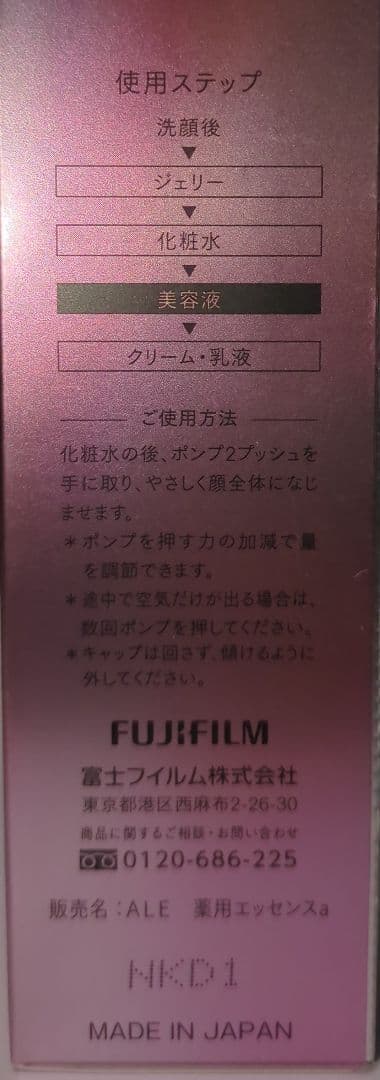 使用ステップ
洗顔後
▼
ジェリー
▼
化粧水
▼
美容液
▼
クリーム・乳液
ご使用方法
化粧水の後、ポンプ2プッシュを
手に取り、やさしく顔全体になじ
ませます。
＊ポンプを押す力の加減で量
を調節できます。
＊途中で空気だけが出る場合は、
数回ポンプを押してください。
＊キャップは回さず、傾けるように
外してください。
FUJIFILM
富士フイルム株式会社
東京都港区西麻布2-26-30
商品に関するご相談・お問い合わせ
0120-686-225
販売名：ALE 薬用エッセンスa
NKD1
MADE IN JAPAN